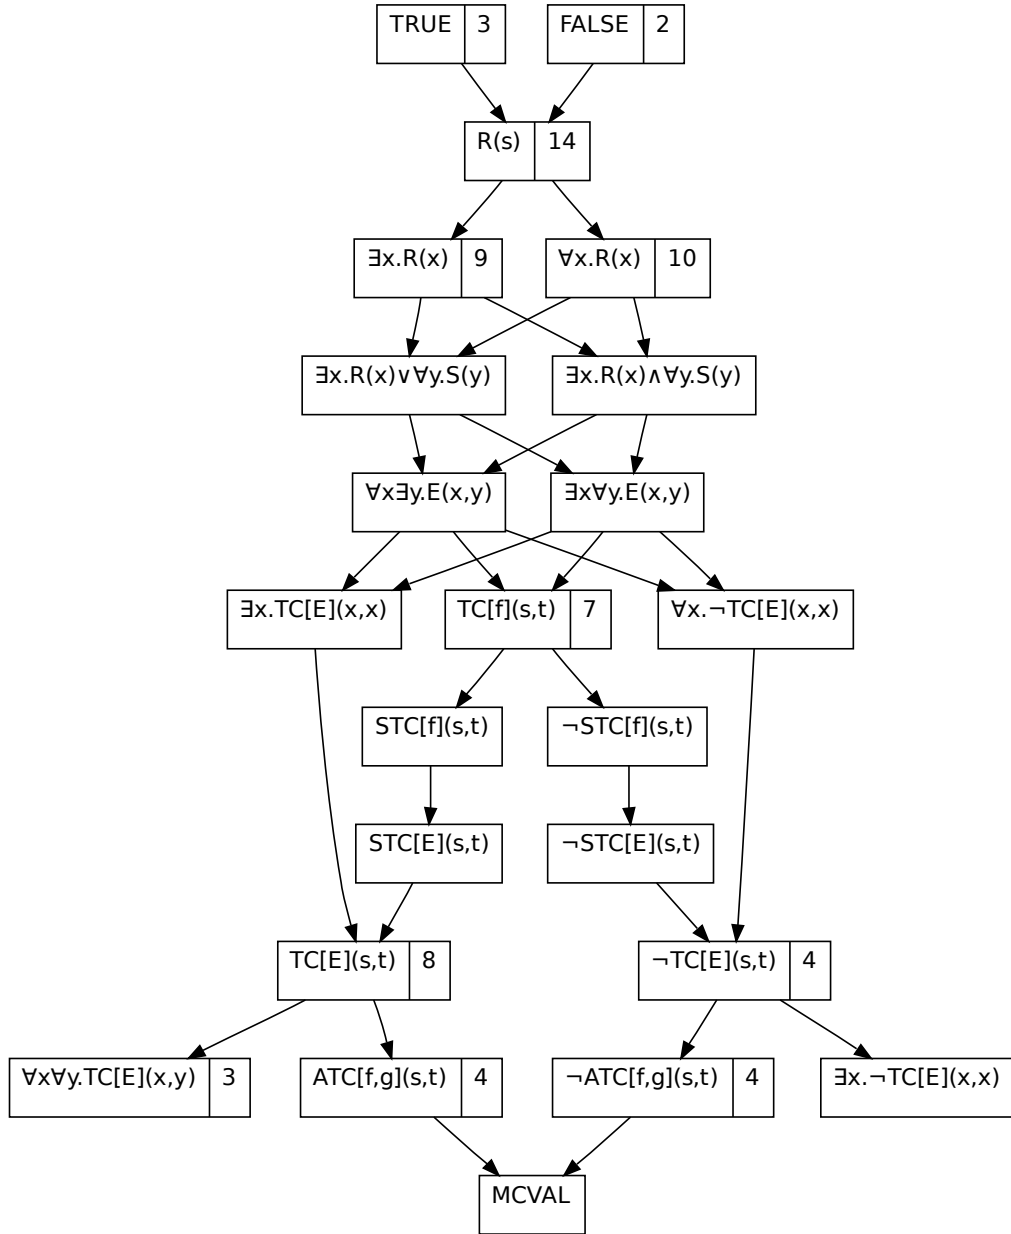 TRUE 3 FALSE 2
R(s) 14
∃x.R(x) 9 ∀x.R(x) 10
∃x.R(x)∨∀y.S(y) ∃x.R(x)∧∀y.S(y)
∀x∃y.E(x,y) ∃x∀y.E(x,y)
∃x.TC[E](x,x) TC[f](s,t) 7 ∀x.¬TC[E](x,x)
STC[f](s,t) ¬STC[f](s,t)
STC[E](s,t) ¬STC[E](s,t)
TC[E](s,t) 8 ¬TC[E](s,t) 4
∀x∀y.TC[E](x,y) 3 ATC[f,g](s,t) 4 ¬ATC[f,g](s,t) 4 ∃x.¬TC[E](x,x)
MCVAL